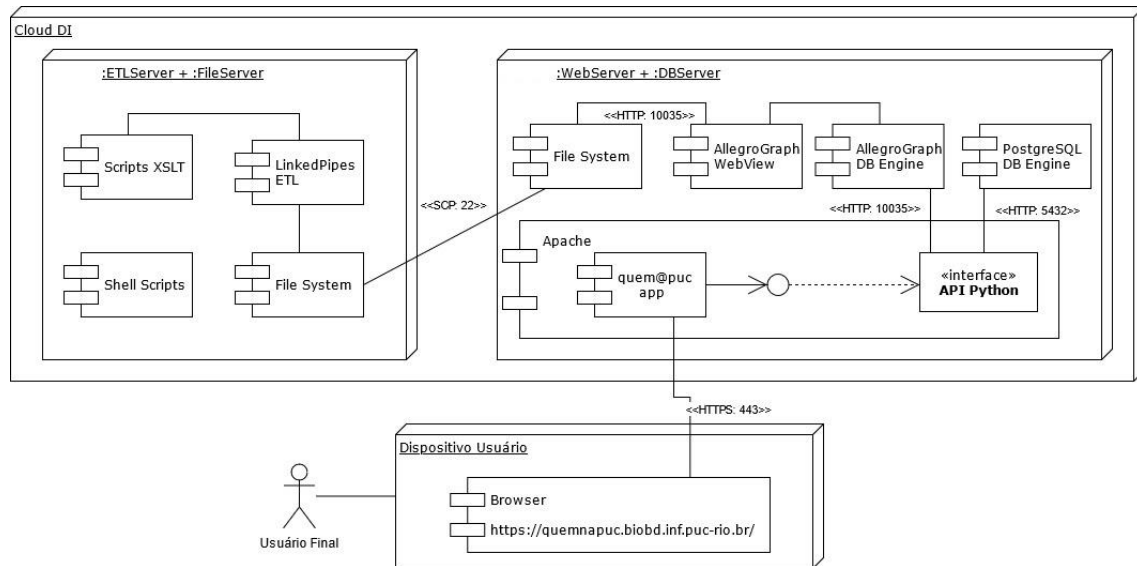 Cloud DI
:ETLServer + :FileServer
:WebServer + :DBServer
Scripts XSLT
LinkedPipes
ETL
Shell Scripts
File System
<<SCP: 22>>
File System
<<HTTP: 10035>>
AllegroGraph
WebView
AllegroGraph
DB Engine
PostgreSQL
DB Engine
<<HTTP: 10035>>
<<HTTP: 5432>>
Apache
quem@puc
app
«interface»
API Python
<<HTTPS: 443>>
Dispositivo Usuário
Browser
https://quemnapuc.biobd.inf.puc-rio.br/
Usuário Final